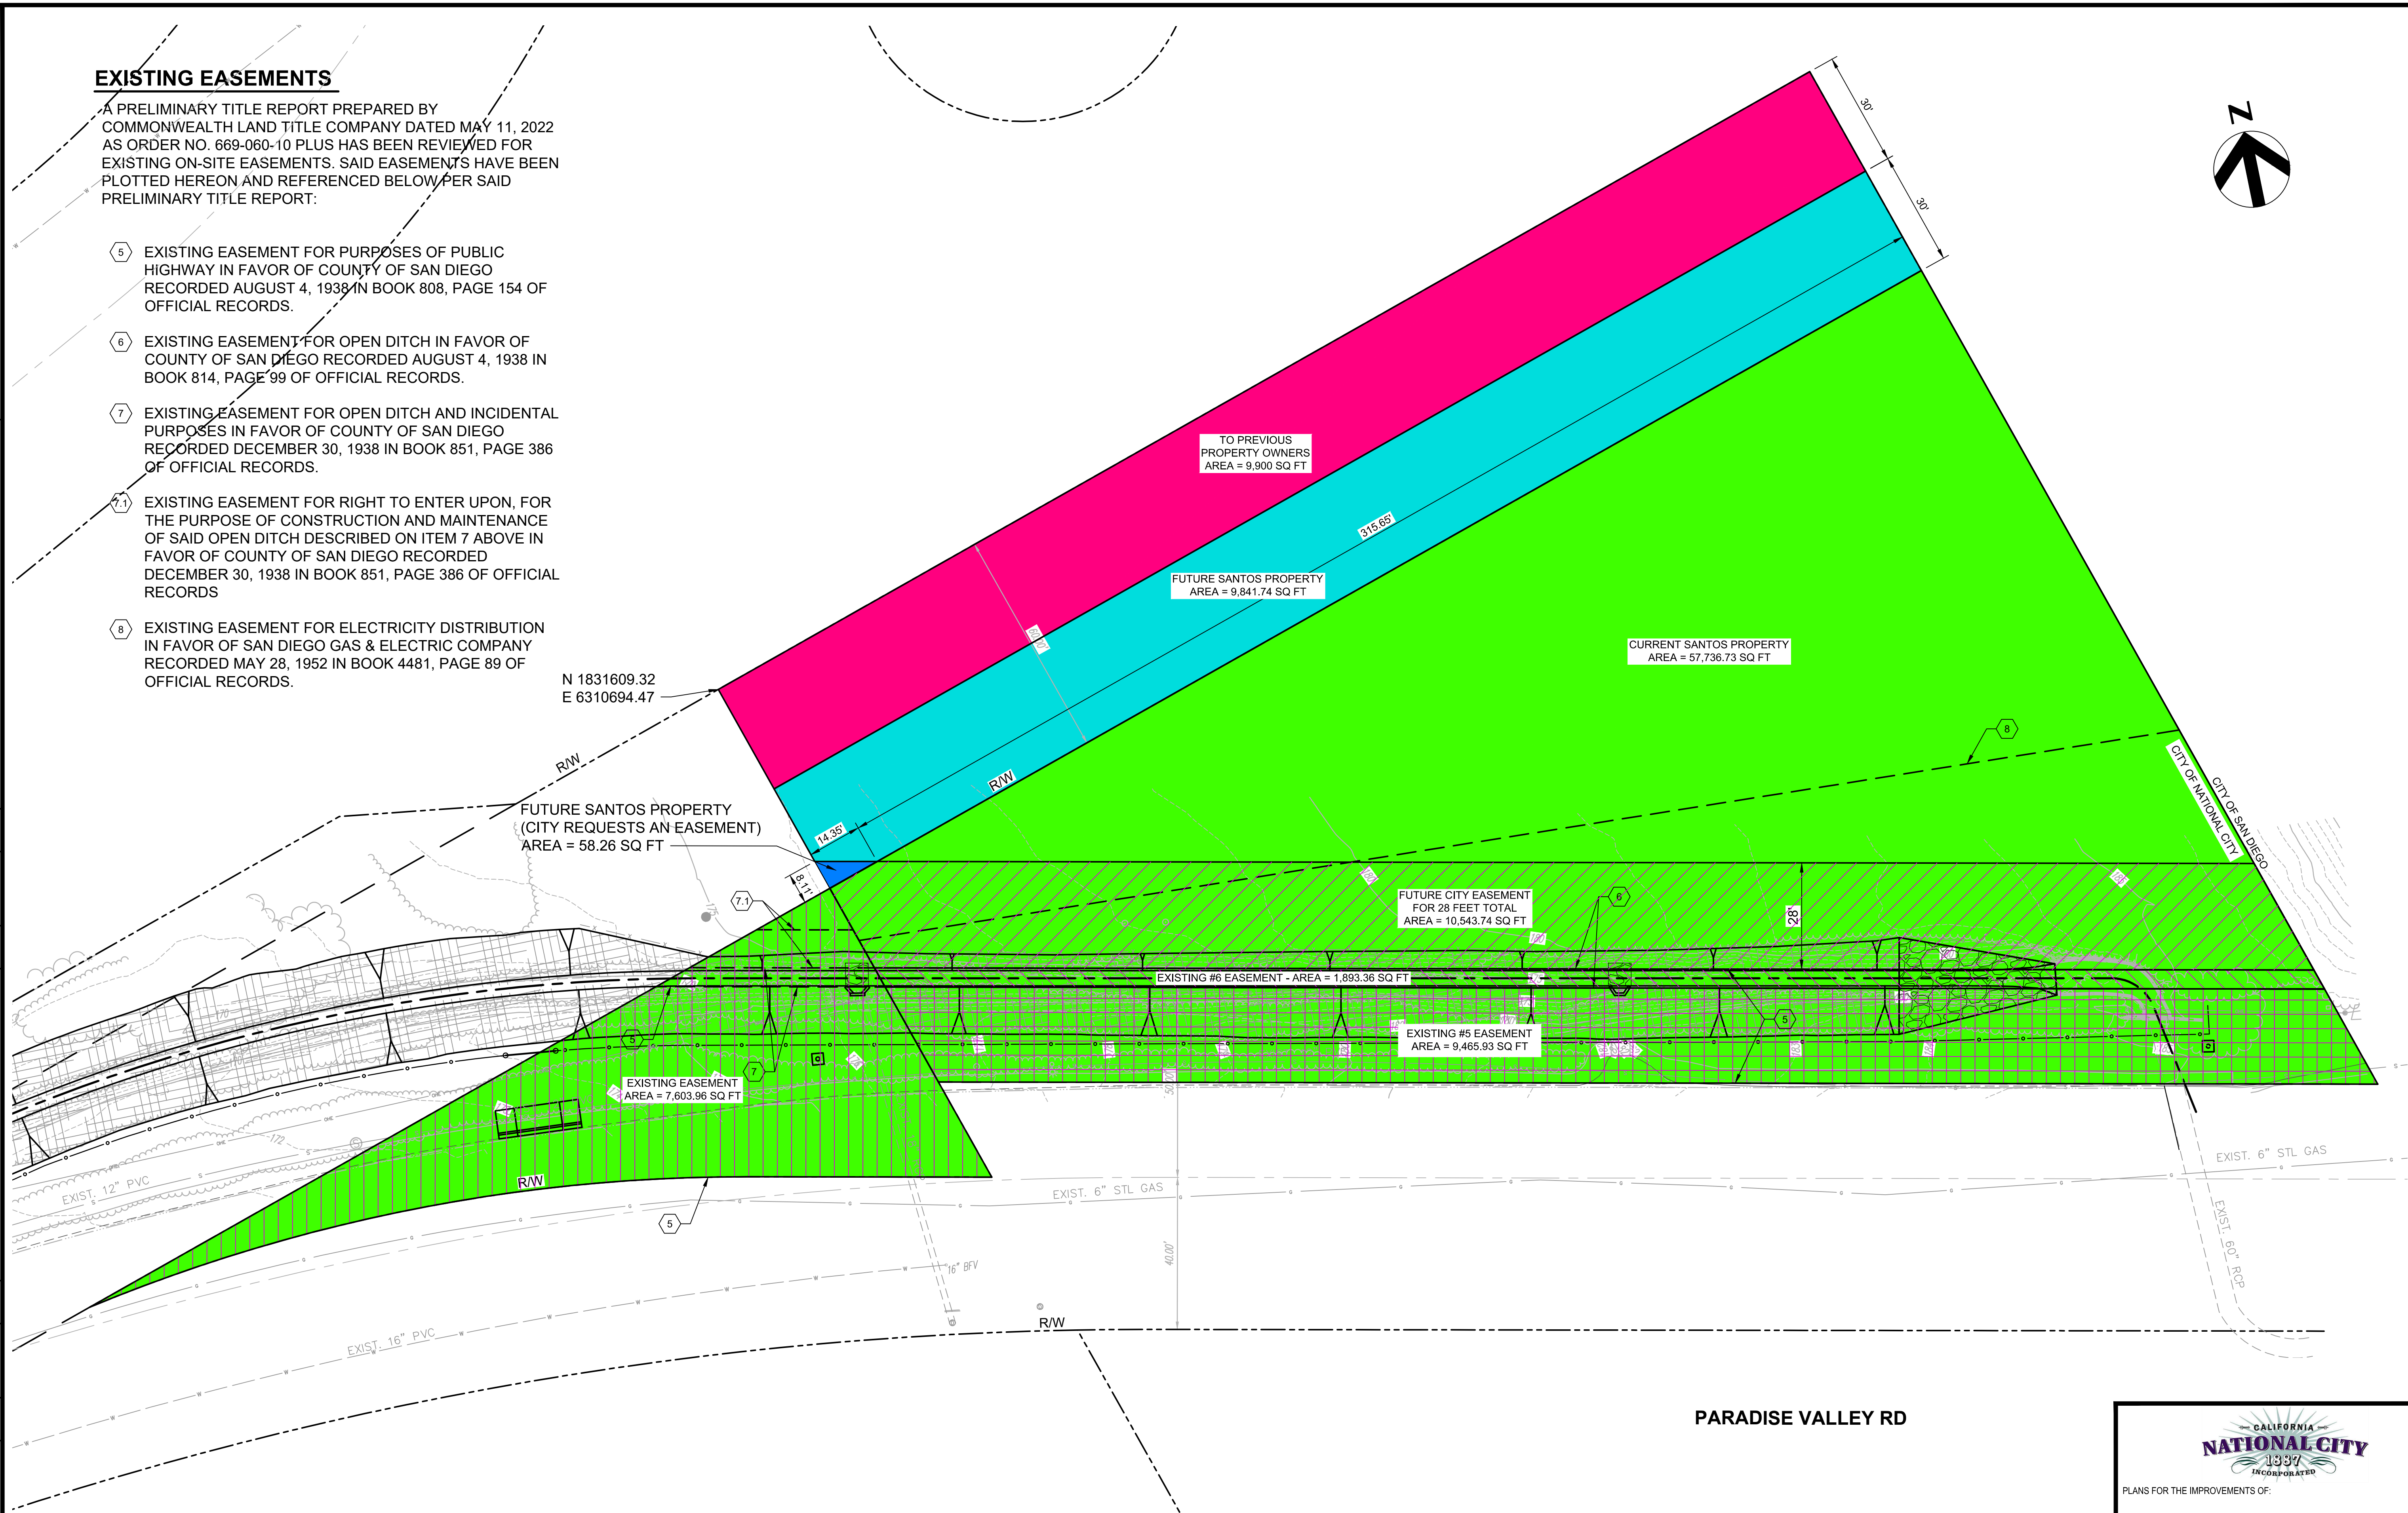 EXISTING EASEMENTS
A PRELIMINARY TITLE REPORT PREPARED BY
COMMONWEALTH LAND TITLE COMPANY DATED MAY 11, 2022
AS ORDER NO. 669-060-10 PLUS HAS BEEN REVIEWED FOR
EXISTING ON-SITE EASEMENTS. SAID EASEMENTS HAVE BEEN
PLOTTED HEREON AND REFERENCED BELOW PER SAID
PRELIMINARY TITLE REPORT:
5 EXISTING EASEMENT FOR PURPOSES OF PUBLIC
HiGHWAY IN FAVOR OF COUNTY OF SAN DIEGO
RECORDED AUGUST 4, 1938 IN BOOK 808, PAGE 154 OF
OFFICIAL RECORDS.
6 EXISTING EASEMENT FOR OPEN DITCH IN FAVOR OF
COUNTY OF SAN DIEGO RECORDED AUGUST 4, 1938 IN
BOOK 814, PAGE 99 OF OFFICIAL RECORDS.
7 EXISTING EASEMENT FOR OPEN DITCH AND INCIDENTAL
PURPOSES IN FAVOR OF COUNTY OF SAN DIEGO
RECORDED DECEMBER 30, 1938 IN BOOK 851, PAGE 386
OF OFFICIAL RECORDS.
7.1 EXISTING EASEMENT FOR RIGHT TO ENTER UPON, FOR
THE PURPOSE OF CONSTRUCTION AND MAINTENANCE
OF SAID OPEN DITCH DESCRIBED ON ITEM 7 ABOVE IN
FAVOR OF COUNTY OF SAN DIEGO RECORDED
DECEMBER 30, 1938 IN BOOK 851, PAGE 386 OF OFFICIAL
RECORDS
8 EXISTING EASEMENT FOR ELECTRICITY DISTRIBUTION
IN FAVOR OF SAN DIEGO GAS & ELECTRIC COMPANY
RECORDED MAY 28, 1952 IN BOOK 4481, PAGE 89 OF
OFFICIAL RECORDS.
30'
30'
N
TO PREVIOUS
PROPERTY OWNERS
AREA = 9,900 SQ FT
315.65'
FUTURE SANTOS PROPERTY
AREA = 9,841.74 SQ FT
60.00'
CURRENT SANTOS PROPERTY
AREA = 57,736.73 SQ FT
N 1831609.32
E 6310694.47
8
R/W
R/W
CITY OF NATIONAL CITY
CITY OF SAN DIEGO
FUTURE SANTOS PROPERTY
(CITY REQUESTS AN EASEMENT)
AREA = 58.26 SQ FT
14.35'
8.11'
7.1
180
185
FUTURE CITY EASEMENT
FOR 28 FEET TOTAL
AREA = 10,543.74 SQ FT
6
28'
175
180
EXISTING #6 EASEMENT - AREA = 1,893.36 SQ FT
170
5
5
EXISTING #5 EASEMENT
AREA = 9,465.93 SQ FT
7
EXISTING EASEMENT
AREA = 7,603.96 SQ FT
50.00'
172
EXIST. 12" PVC
R/W
5
EXIST. 6" STL GAS
EXIST. 6" STL GAS
EXIST. 60" RCP
40.00'
16" BFV
R/W
EXIST. 16" PVC
PARADISE VALLEY RD
CALIFORNIA
NATIONAL CITY
1887
INCORPORATED
PLANS FOR THE IMPROVEMENTS OF: